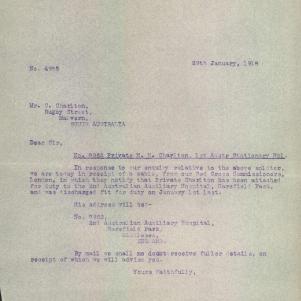 29th January, 1918
No. 4985
Mr. C. Charlton,
Rugby Street,
Malvern,
SOUTH AUSTRALIA
Dear Sir,
Private H. H. Charlton, 1st Aust. Stationary Hpl.
In response to our enquiry relative to the above soldier,
we are today in receipt of a cable, from our Red Cross Commissioners,
London, in which they notify that Private Charlton has been attached
for duty to the 2nd Australian Auxiliary Hospital, Harefield Park,
and was discharged fit for duty on January 1st last.
His address will be:-
2nd Australian Auxiliary Hospital,
Harefield Park,
Middlesex,
ENGLAND.
By mail we shall no doubt receive fuller details, on
receipt of which we will advise you.
Yours faithfully,